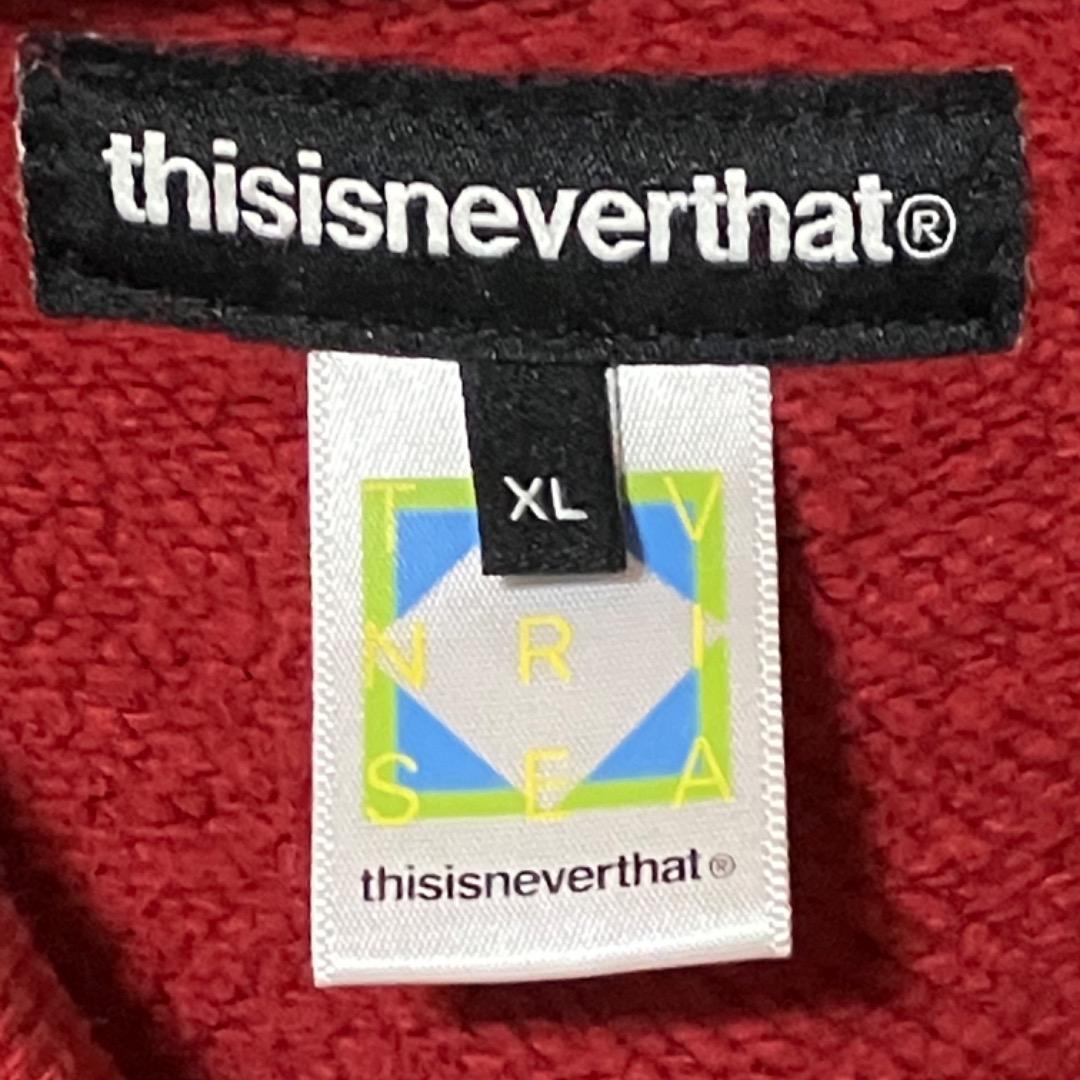 thisisneverthat®
XL
T V
N R I
S E A
thisisneverthat®